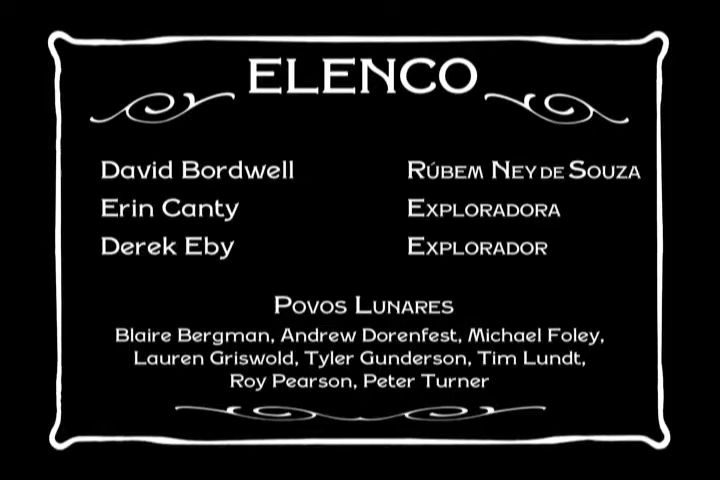 ELENCO
David Bordwell RÚBEM NEY DE SOUZA
Erin Canty EXPLORADORA
Derek Eby EXPLORADOR
POVOS LUNARES
Blaire Bergman, Andrew Dorenfest, Michael Foley,
Lauren Griswold, Tyler Gunderson, Tim Lundt,
Roy Pearson, Peter Turner